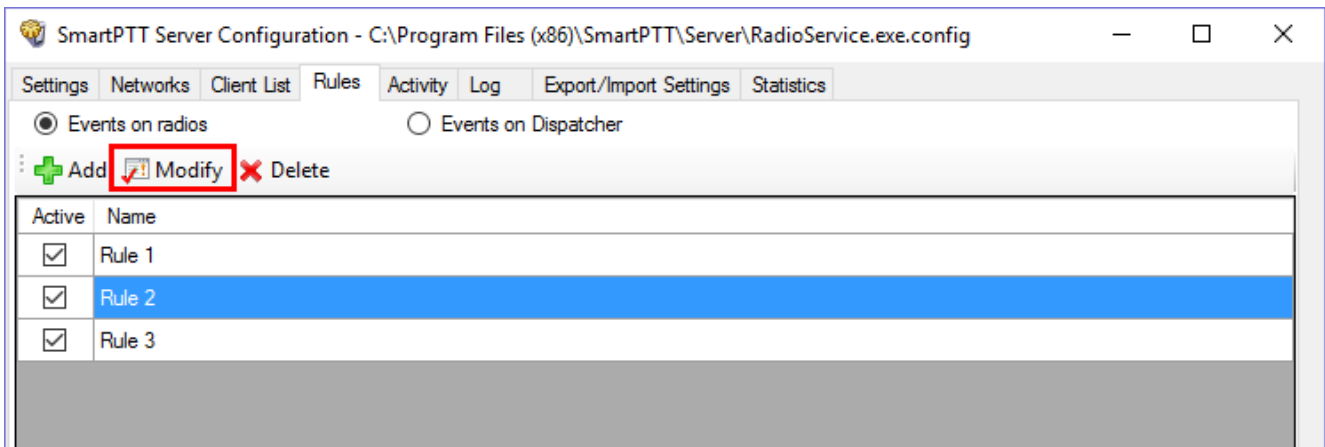 SmartPTT Server Configuration - C:\Program Files (x86)\SmartPTT\Server\RadioService.exe.config
Settings Networks Client List Rules Activity Log Export/Import Settings Statistics
Events on radios Events on Dispatcher
Add Modify Delete
Active Name
Rule 1
Rule 2
Rule 3